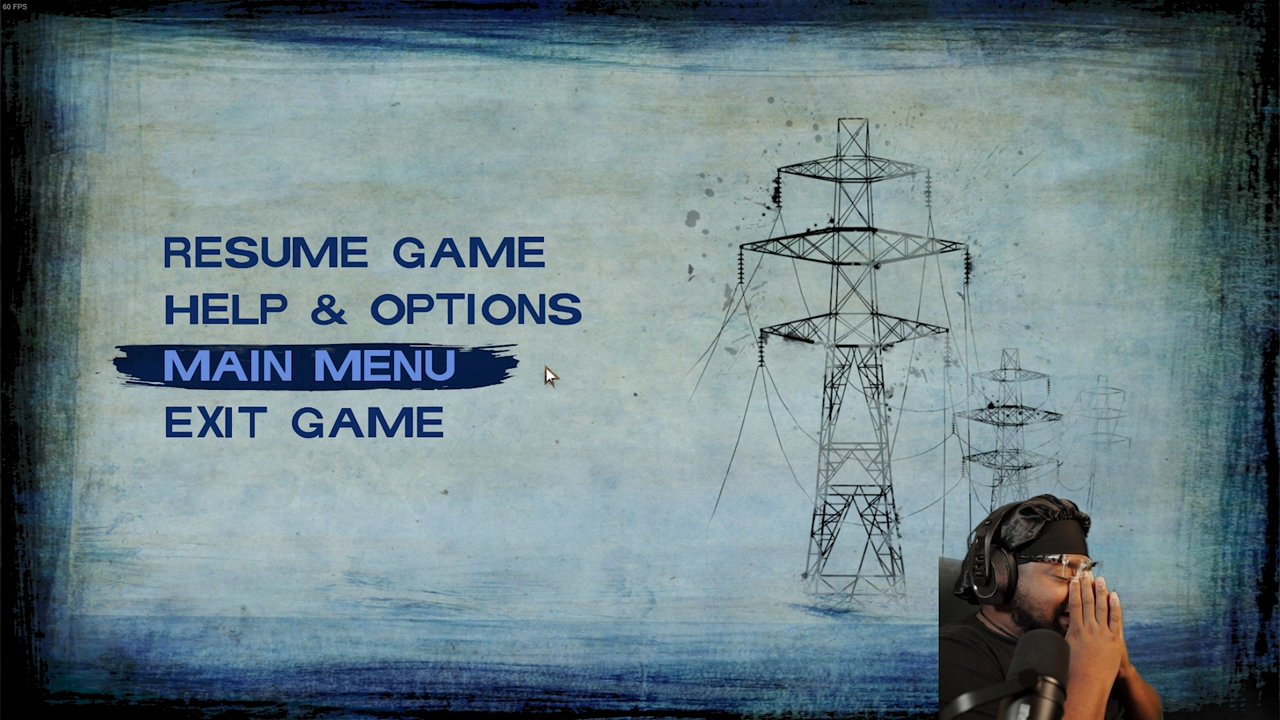 60 FPS
RESUME GAME
HELP & OPTIONS
MAIN MENU
EXIT GAME